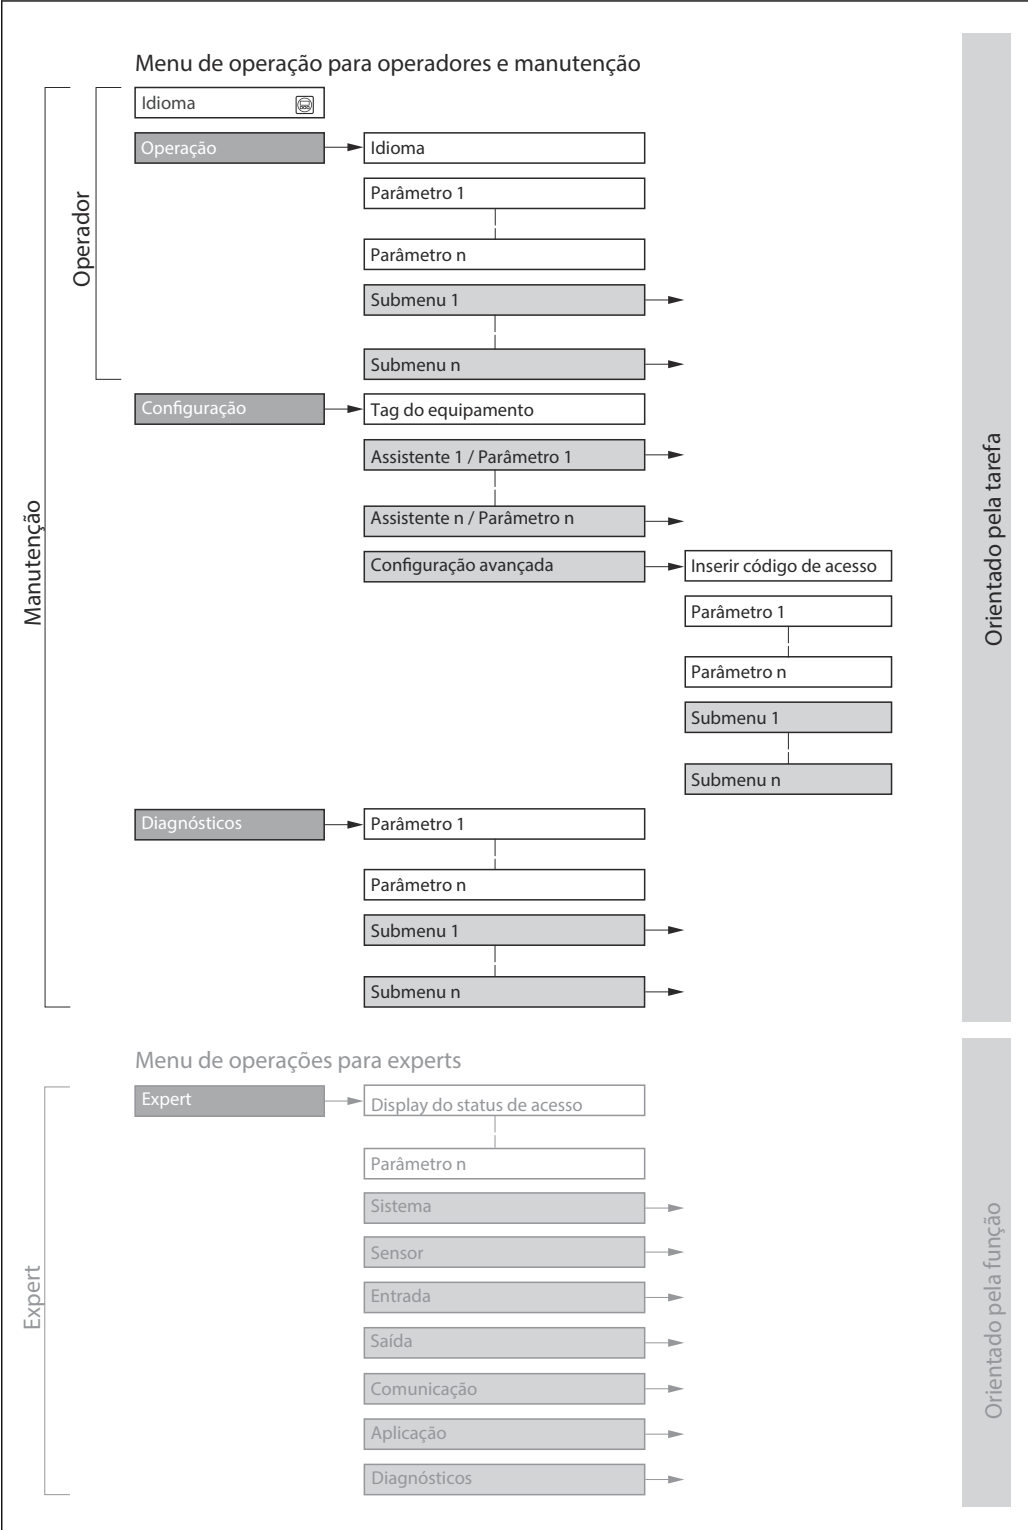 Menu de operação para operadores e manutenção
Idioma
Operação
Idioma
Parâmetro 1
Parâmetro n
Submenu 1
Submenu n
Operador
Configuração
Tag do equipamento
Assistente 1 / Parâmetro 1
Assistente n / Parâmetro n
Configuração avançada
Inserir código de acesso
Parâmetro 1
Parâmetro n
Submenu 1
Submenu n
Manutenção
Diagnósticos
Parâmetro 1
Parâmetro n
Submenu 1
Submenu n
Orientado pela tarefa
Menu de operações para experts
Expert
Display do status de acesso
Parâmetro n
Sistema
Sensor
Entrada
Saída
Comunicação
Aplicação
Diagnósticos
Expert
Orientado pela função